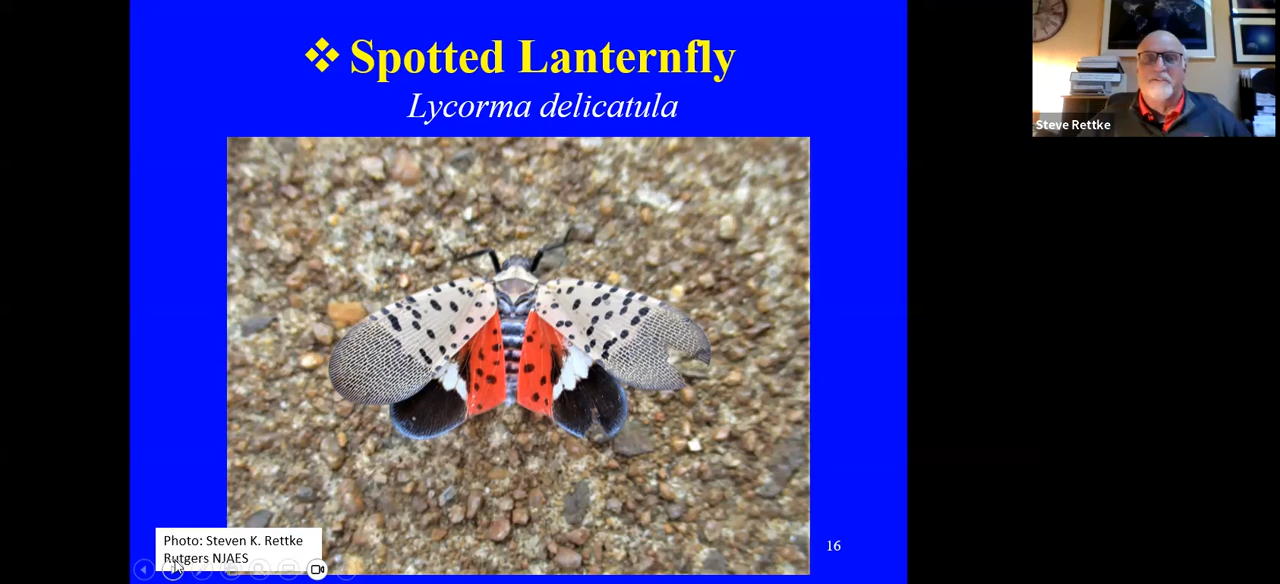 ❖ Spotted Lanternfly
Lycorma delicatula
Steve Rettke
Photo: Steven K. Rettke
Rutgers NJAES
16